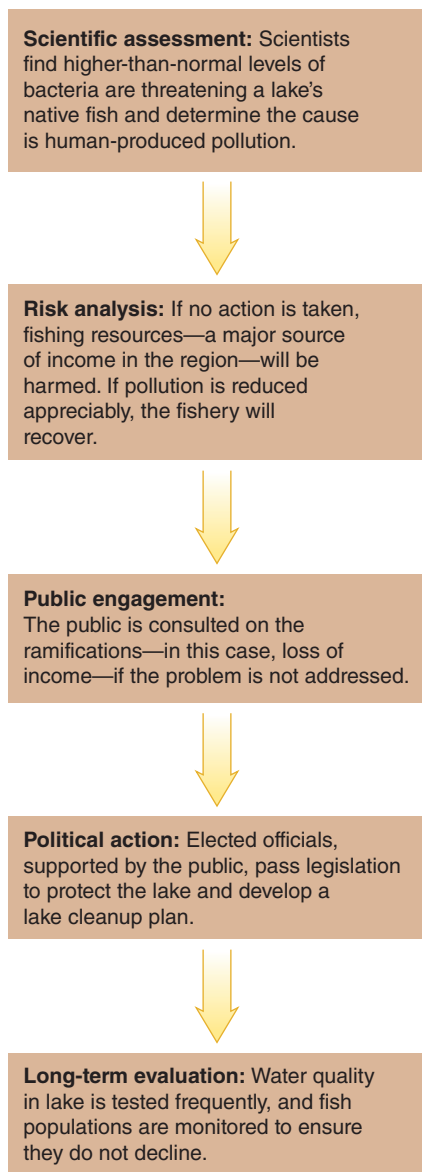 Scientific assessment: Scientists
find higher-than-normal levels of
bacteria are threatening a lake’s
native fish and determine the cause
is human-produced pollution.
Risk analysis: If no action is taken,
fishing resources—a major source
of income in the region—will be
harmed. If pollution is reduced
appreciably, the fishery will
recover.
Public engagement:
The public is consulted on the
ramifications—in this case, loss of
income—if the problem is not addressed.
Political action: Elected officials,
supported by the public, pass legislation
to protect the lake and develop a
lake cleanup plan.
Long-term evaluation: Water quality
in lake is tested frequently, and fish
populations are monitored to ensure
they do not decline.